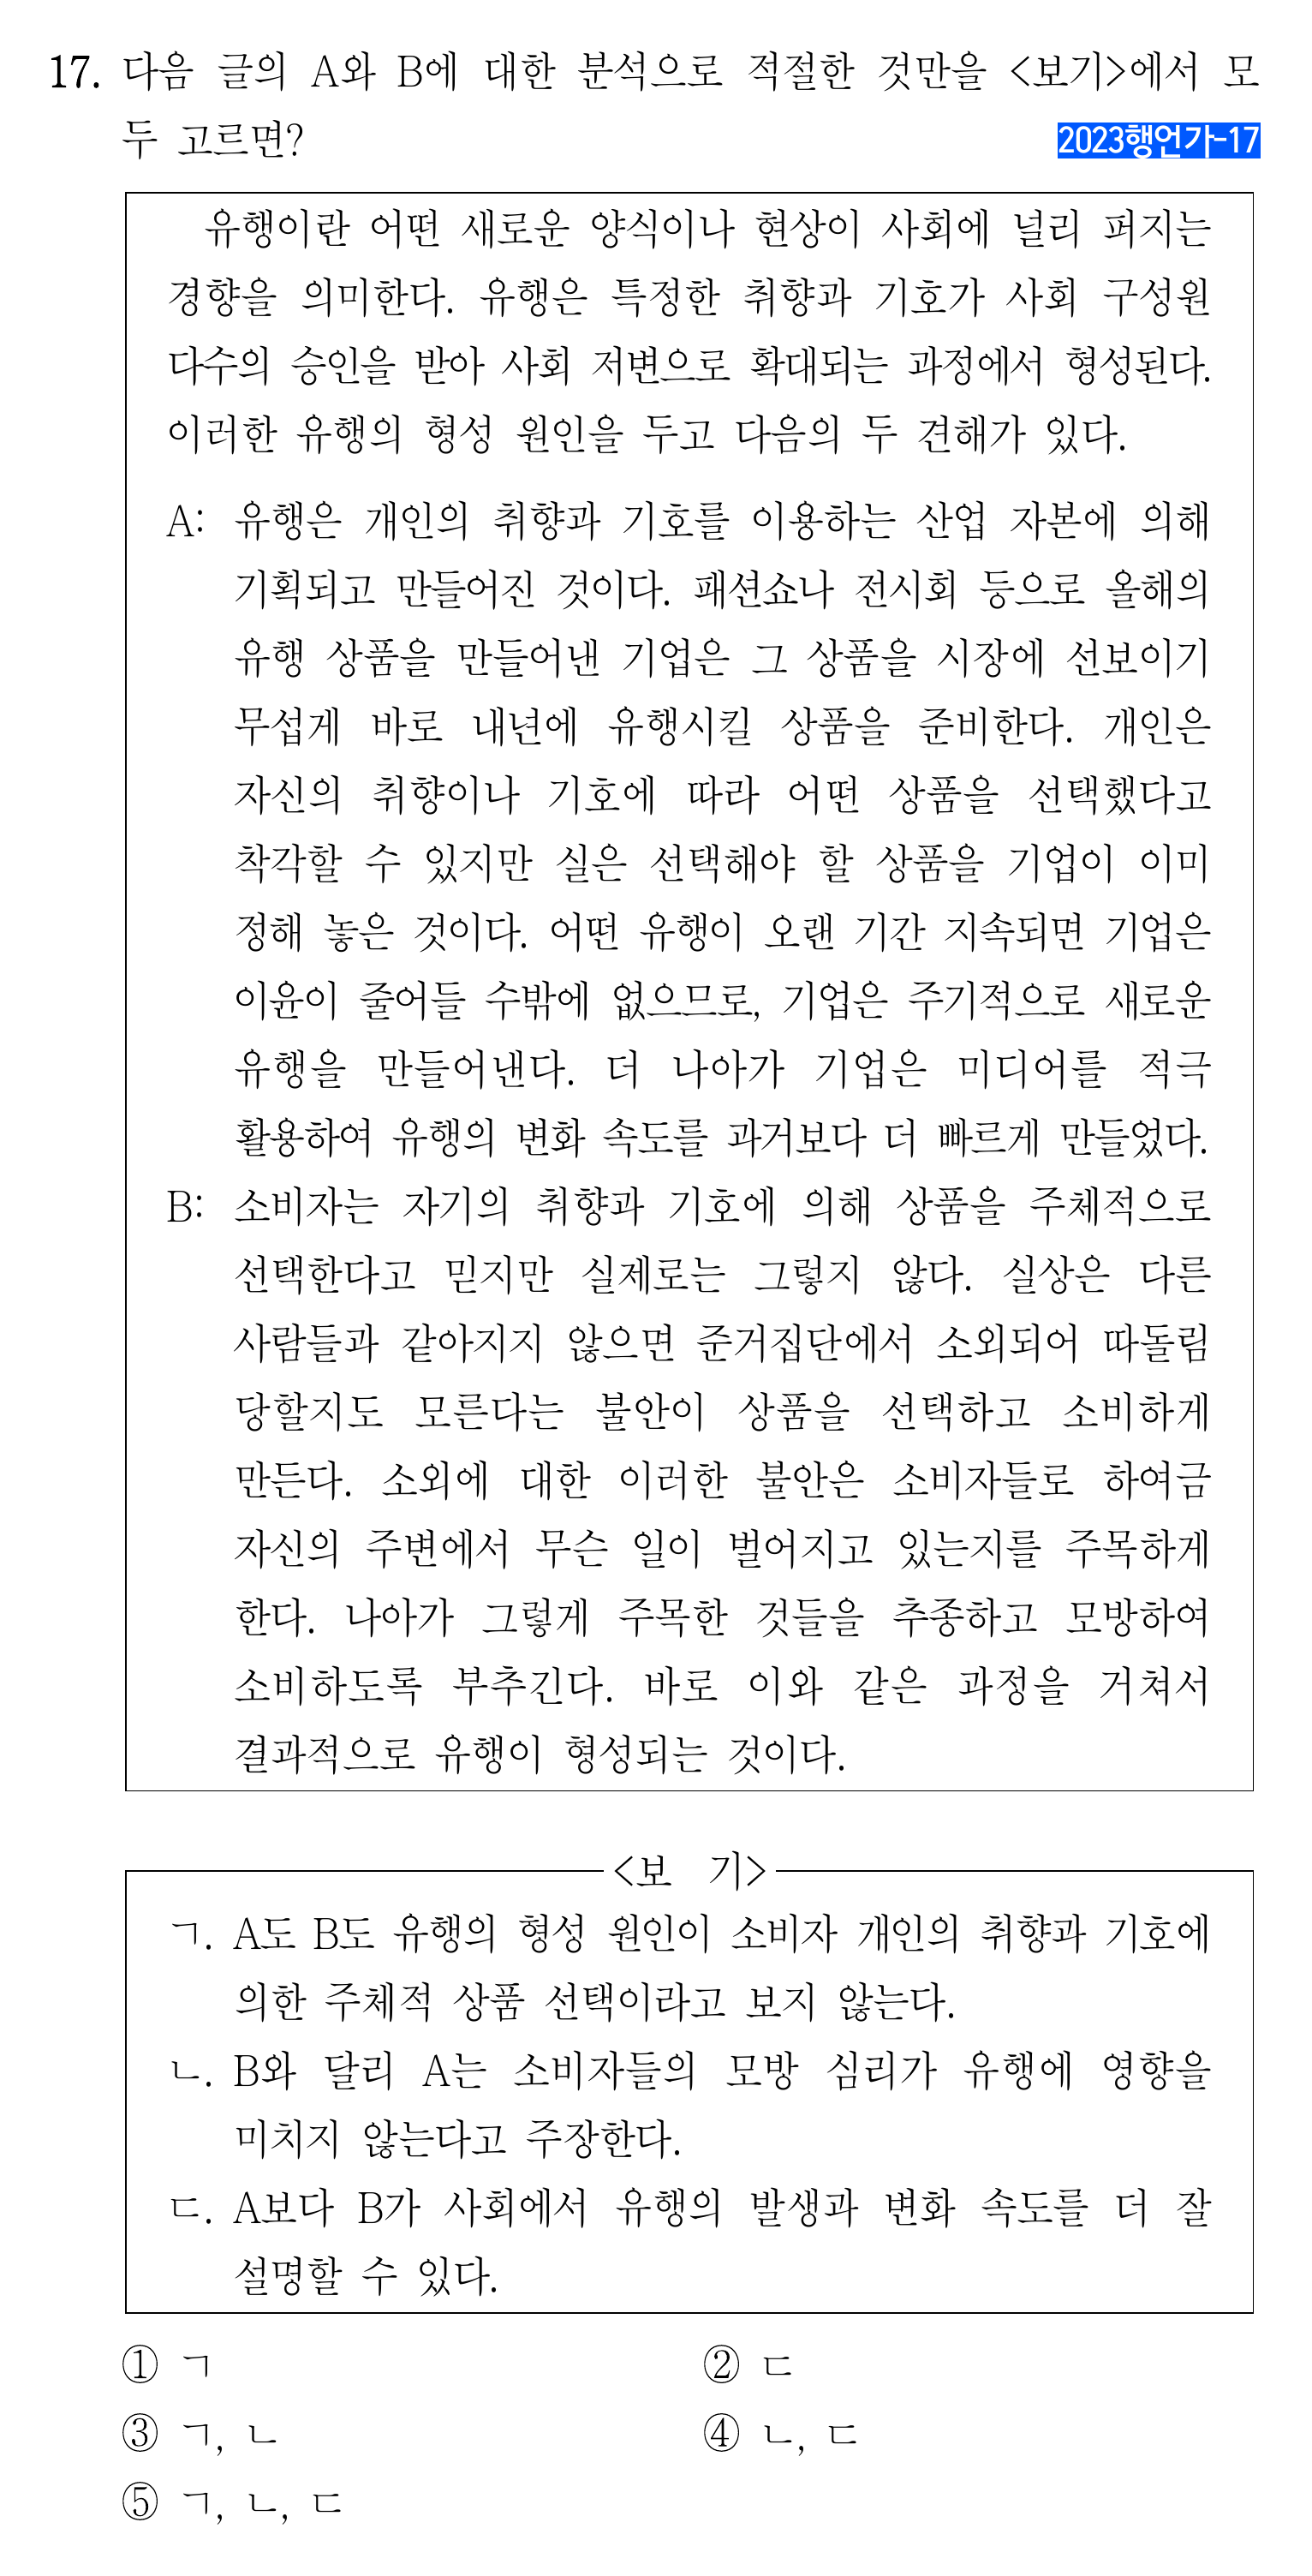 17. 다음 글의 A와 B에 대한 분석으로 적절한 것만을 <보기>에서 모
두 고르면?
2023행언가-17
유행이란 어떤 새로운 양식이나 현상이 사회에 널리 퍼지는
경향을 의미한다. 유행은 특정한 취향과 기호가 사회 구성원
다수의 승인을 받아 사회 저변으로 확대되는 과정에서 형성된다.
이러한 유행의 형성 원인을 두고 다음의 두 견해가 있다.
A: 유행은 개인의 취향과 기호를 이용하는 산업 자본에 의해
기획되고 만들어진 것이다. 패션쇼나 전시회 등으로 올해의
유행 상품을 만들어낸 기업은 그 상품을 시장에 선보이기
무섭게 바로 내년에 유행시킬 상품을 준비한다. 개인은
자신의 취향이나 기호에 따라 어떤 상품을 선택했다고
착각할 수 있지만 실은 선택해야 할 상품을 기업이 이미
정해 놓은 것이다. 어떤 유행이 오랜 기간 지속되면 기업은
이윤이 줄어들 수밖에 없으므로, 기업은 주기적으로 새로운
유행을 만들어낸다. 더 나아가 기업은 미디어를 적극
활용하여 유행의 변화 속도를 과거보다 더 빠르게 만들었다.
B: 소비자는 자기의 취향과 기호에 의해 상품을 주체적으로
선택한다고 믿지만 실제로는 그렇지 않다. 실상은 다른
사람들과 같아지지 않으면 준거집단에서 소외되어 따돌림
당할지도 모른다는 불안이 상품을 선택하고 소비하게
만든다. 소외에 대한 이러한 불안은 소비자들로 하여금
자신의 주변에서 무슨 일이 벌어지고 있는지를 주목하게
한다. 나아가 그렇게 주목한 것들을 추종하고 모방하여
소비하도록 부추긴다. 바로 이와 같은 과정을 거쳐서
결과적으로 유행이 형성되는 것이다.
<보 기>
ㄱ. A도 B도 유행의 형성 원인이 소비자 개인의 취향과 기호에
의한 주체적 상품 선택이라고 보지 않는다.
ㄴ. B와 달리 A는 소비자들의 모방 심리가 유행에 영향을
미치지 않는다고 주장한다.
ㄷ. A보다 B가 사회에서 유행의 발생과 변화 속도를 더 잘
설명할 수 있다.
① ㄱ ② ㄷ
③ ㄱ, ㄴ ④ ㄴ, ㄷ
⑤ ㄱ, ㄴ, ㄷ